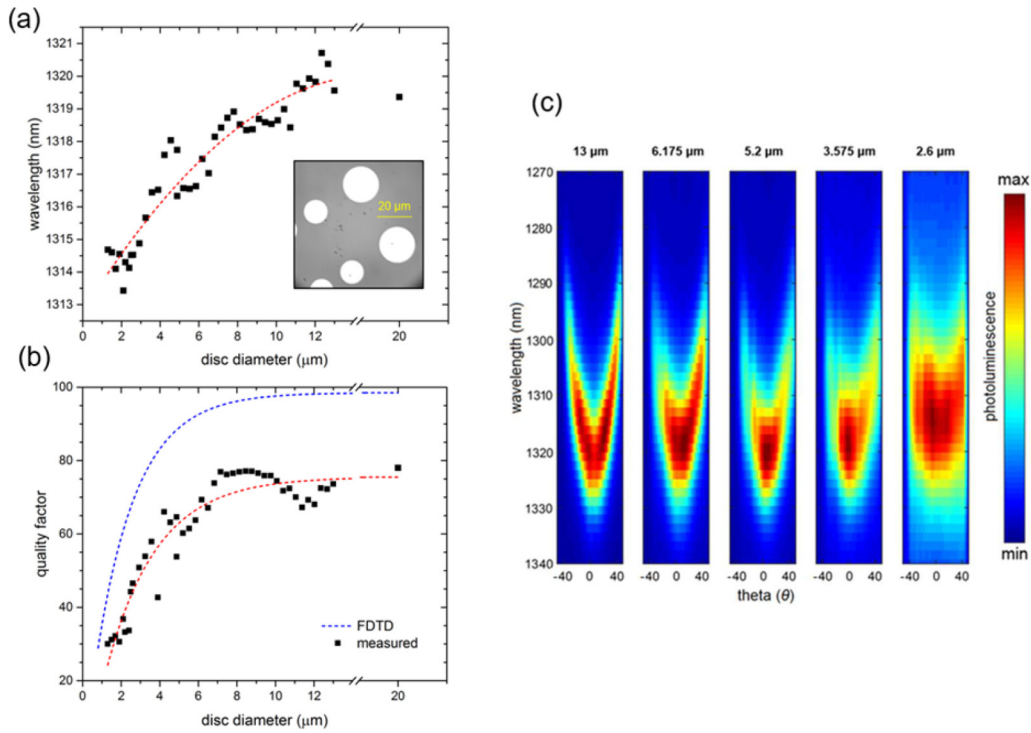 (a)
1321
1320
1319
1318
1317
1316
1315
1314
1313
wavelength (nm)
20 µm
0 2 4 6 8 10 12 20
disc diameter (µm)
(b)
100
80
60
40
20
quality factor
FDTD
measured
0 2 4 6 8 10 12 20
disc diameter (µm)
(c)
13 µm 6.175 µm 5.2 µm 3.575 µm 2.6 µm
1270
1280
1290
1300
1310
1320
1330
1340
wavelength (nm)
-40 0 40 -40 0 40 -40 0 40 -40 0 40 -40 0 40
theta (θ)
max
photoluminescence
min